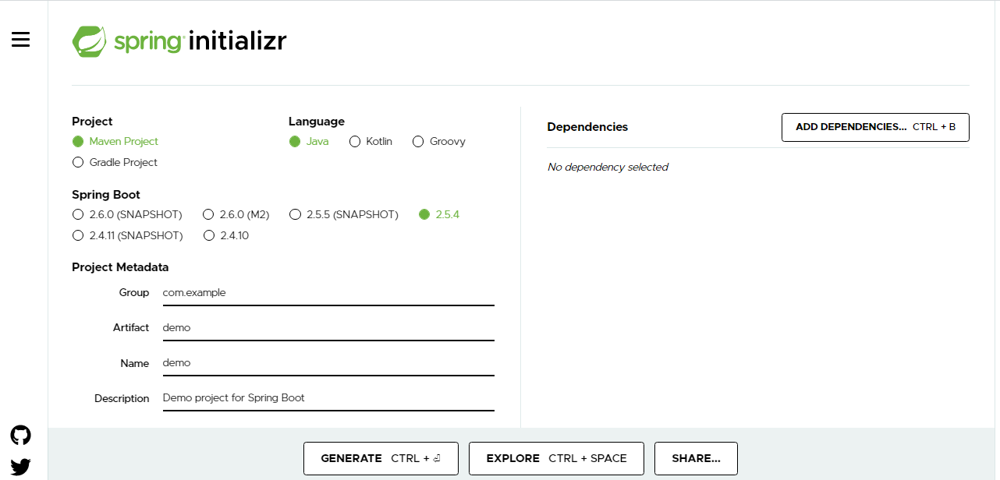 spring initializr
Project
Maven Project
Gradle Project
Language
Java Kotlin Groovy
Spring Boot
2.6.0 (SNAPSHOT) 2.6.0 (M2) 2.5.5 (SNAPSHOT) 2.5.4
2.4.11 (SNAPSHOT) 2.4.10
Project Metadata
Group com.example
Artifact demo
Name demo
Description Demo project for Spring Boot
Dependencies
ADD DEPENDENCIES... CTRL + B
No dependency selected
GENERATE CTRL + ⏎ EXPLORE CTRL + SPACE SHARE...